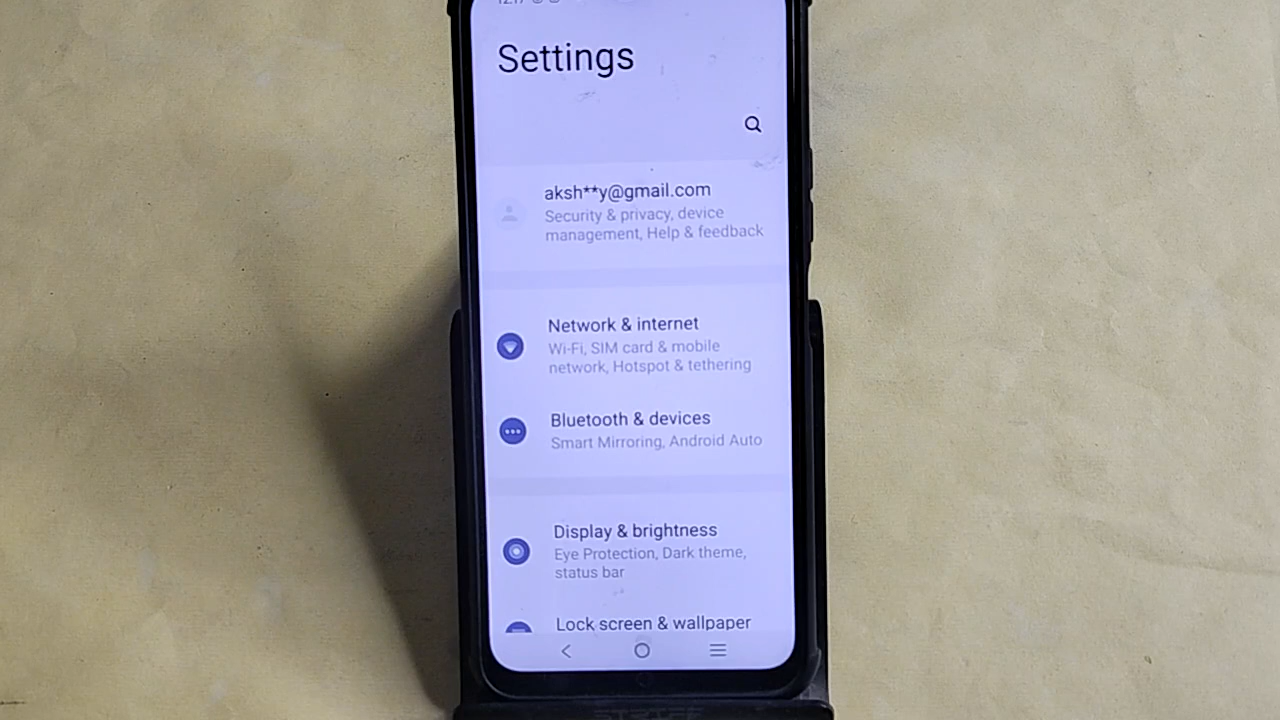 Settings
aksh**y@gmail.com
Security & privacy, device
management, Help & feedback
Network & internet
Wi-Fi, SIM card & mobile
network, Hotspot & tethering
Bluetooth & devices
Smart Mirroring, Android Auto
Display & brightness
Eye Protection, Dark theme,
status bar
Lock screen & wallpaper